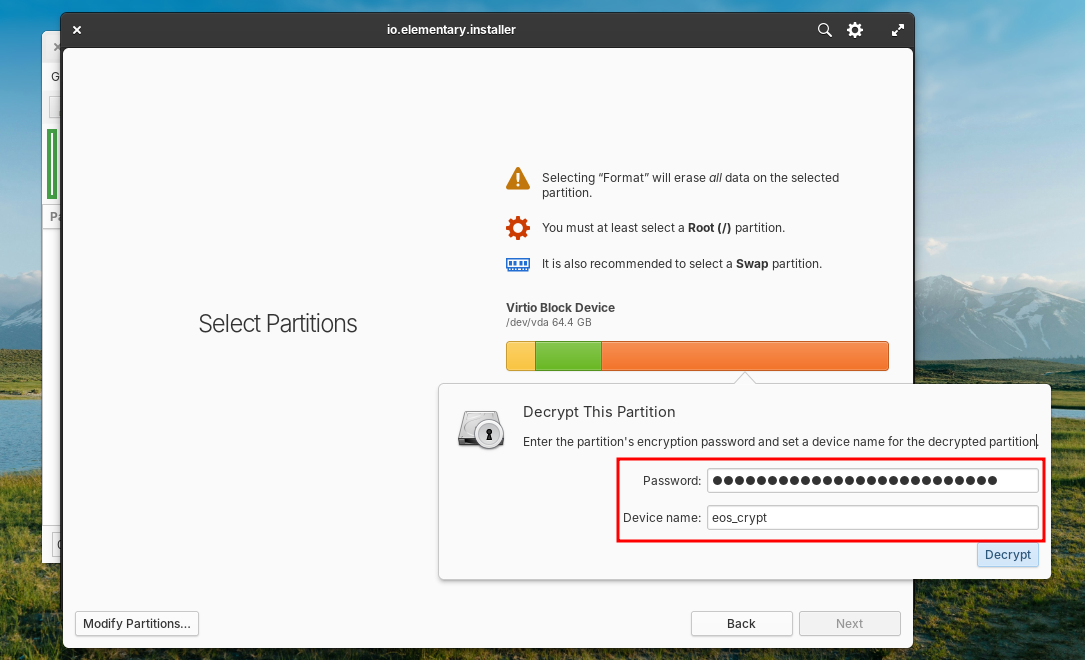 io.elementary.installer
G
Pa
Selecting “Format” will erase all data on the selected
partition.
You must at least select a Root (/) partition.
It is also recommended to select a Swap partition.
Select Partitions
Virtio Block Device
/dev/vda 64.4 GB
Decrypt This Partition
Enter the partition's encryption password and set a device name for the decrypted partition.
Password: ●●●●●●●●●●●●●●●●●●●●●●●●●●
Device name: eos_crypt
Decrypt
Modify Partitions...
Back
Next